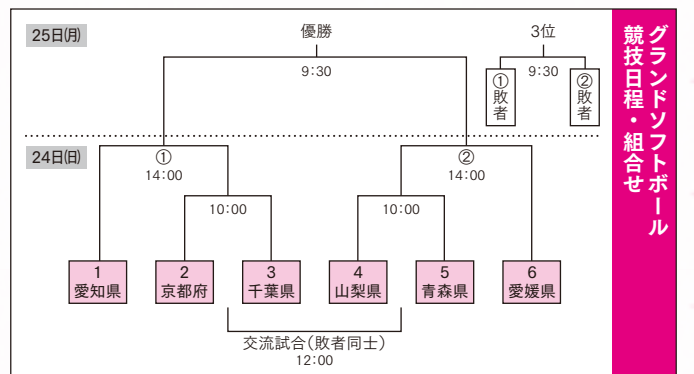 グランドソフトボール
競技日程・組合せ
25日(月)
優勝
9:30
3位
9:30
①敗者
②敗者
24日(日)
①
14:00
②
14:00
10:00
10:00
1
愛知県
2
京都府
3
千葉県
4
山梨県
5
青森県
6
愛媛県
交流試合(敗者同士)
12:00